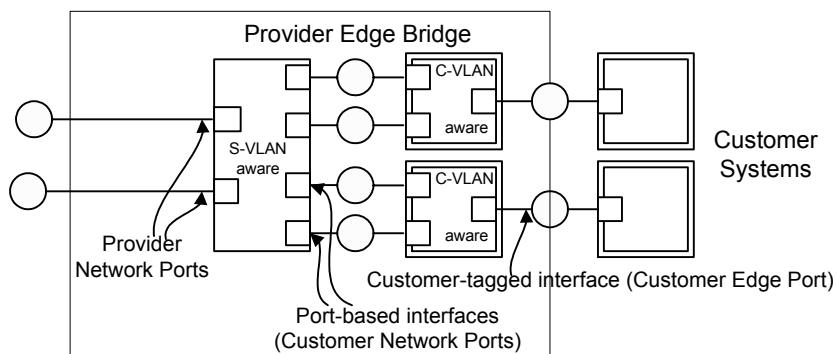 Provider Edge Bridge
C-VLAN
aware
S-VLAN
aware
C-VLAN
aware
Customer
Systems
Provider
Network Ports
Customer-tagged interface (Customer Edge Port)
Port-based interfaces
(Customer Network Ports)